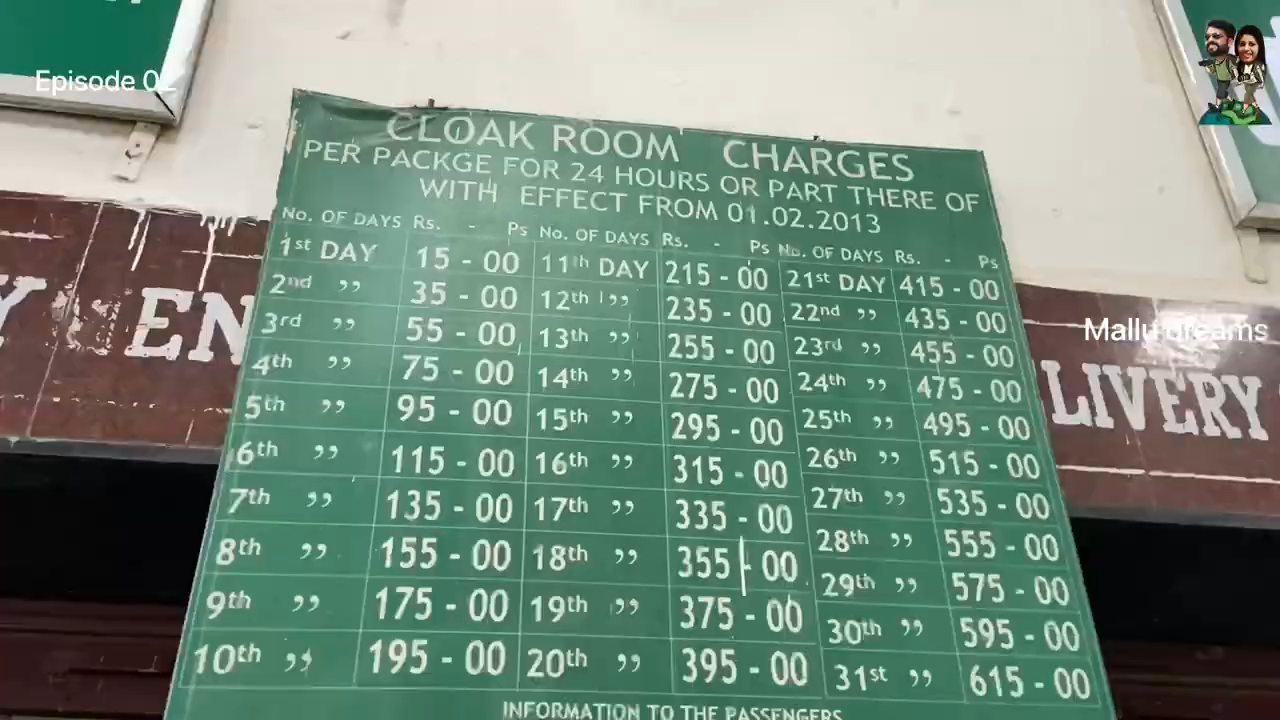 Episode 02
CLOAK ROOM CHARGES
PER PACKGE FOR 24 HOURS OR PART THERE OF
WITH EFFECT FROM 01.02.2013
No. OF DAYS Rs. - Ps No. OF DAYS Rs. - Ps No. OF DAYS Rs. - Ps
1st DAY 15 - 00 11th DAY 215 - 00 21st DAY 415 - 00
2nd ,, 35 - 00 12th ,, 235 - 00 22nd ,, 435 - 00
3rd ,, 55 - 00 13th ,, 255 - 00 23rd ,, 455 - 00
4th ,, 75 - 00 14th ,, 275 - 00 24th ,, 475 - 00
5th ,, 95 - 00 15th ,, 295 - 00 25th ,, 495 - 00
6th ,, 115 - 00 16th ,, 315 - 00 26th ,, 515 - 00
7th ,, 135 - 00 17th ,, 335 - 00 27th ,, 535 - 00
8th ,, 155 - 00 18th ,, 355 - 00 28th ,, 555 - 00
9th ,, 175 - 00 19th ,, 375 - 00 29th ,, 575 - 00
10th ,, 195 - 00 20th ,, 395 - 00 30th ,, 595 - 00
31st ,, 615 - 00
INFORMATION TO THE PASSENGERS
Y EN
LIVERY
Mallu dreams